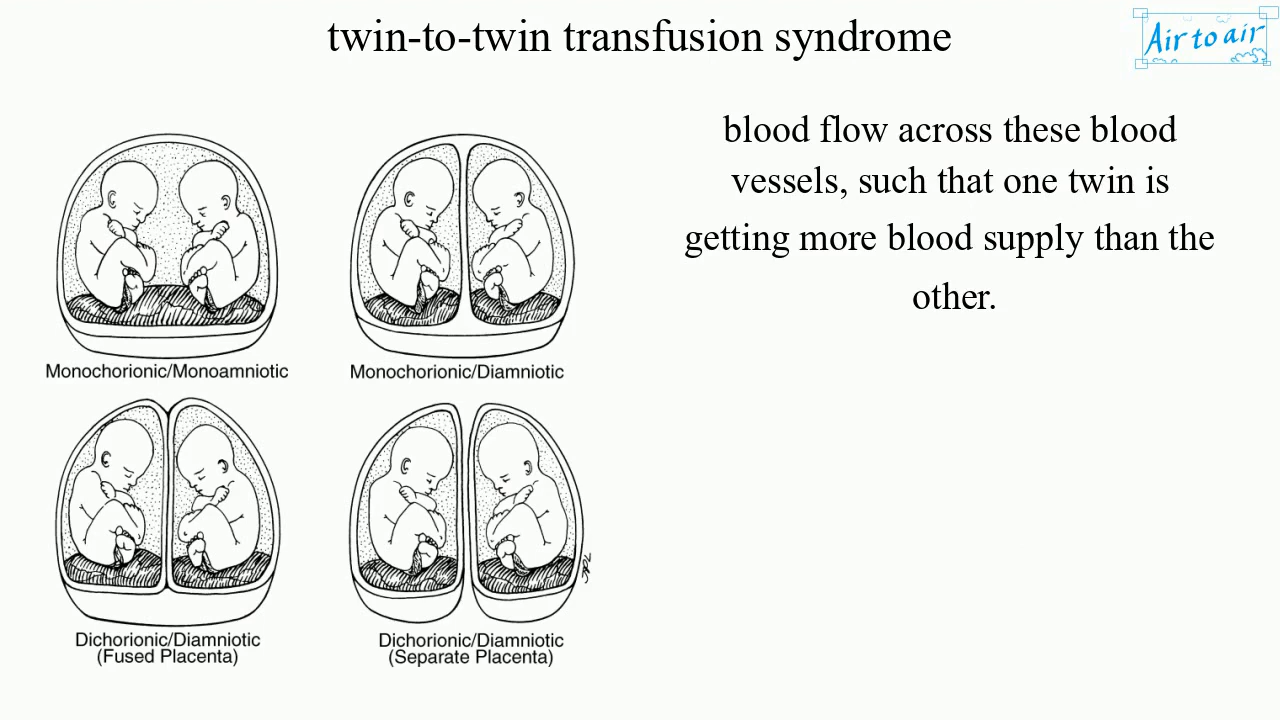 twin-to-twin transfusion syndrome
Air to air
blood flow across these blood
vessels, such that one twin is
getting more blood supply than the
other.
Monochorionic/Monoamniotic
Monochorionic/Diamniotic
Dichorionic/Diamniotic
(Fused Placenta)
Dichorionic/Diamniotic
(Separate Placenta)